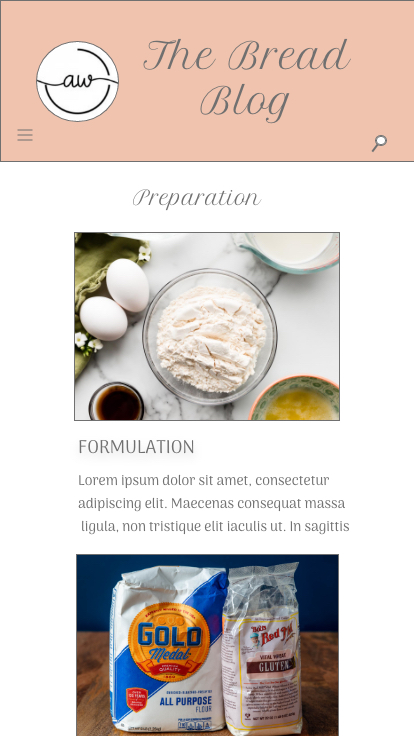 aw
The Bread
Blog
Preparation
FORMULATION
Lorem ipsum dolor sit amet, consectetur
adipiscing elit. Maecenas consequat massa
ligula, non tristique elit iaculis ut. In sagittis
GOLD
Medal
ALL PURPOSE
FLOUR
Bob's
Red Mill
VITAL WHEAT
GLUTEN